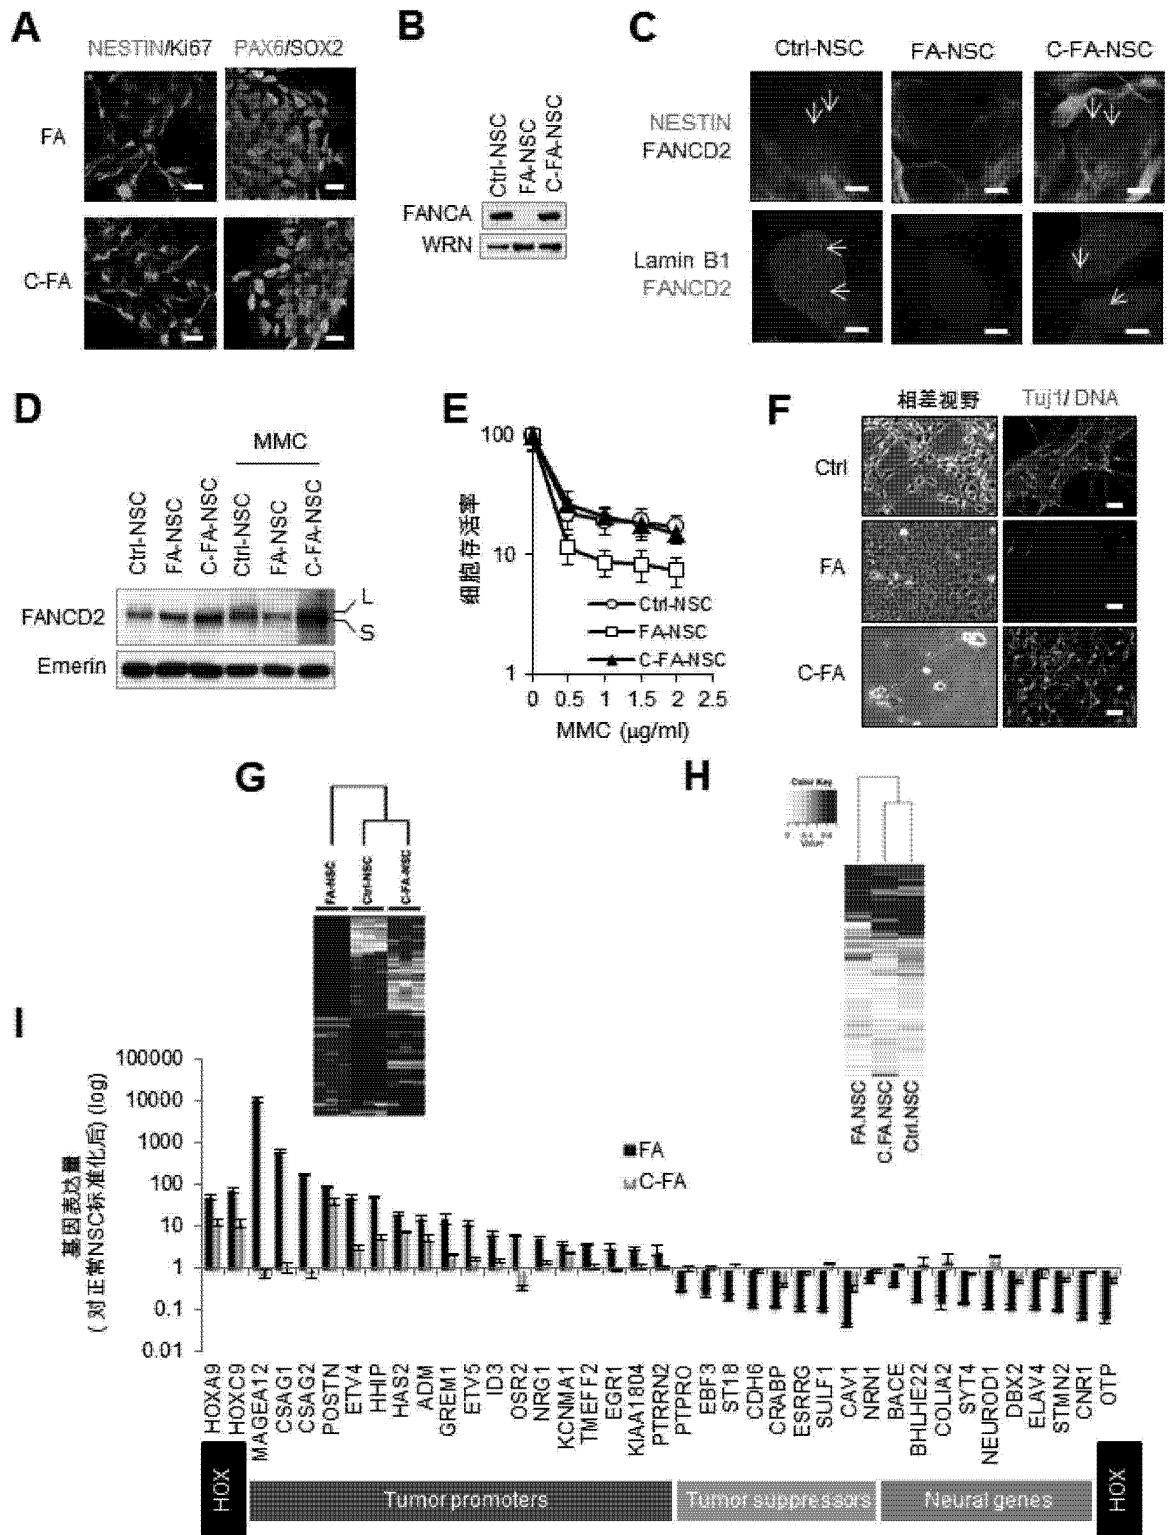 A
NESTIN/Ki67
PAX6/SOX2
FA
C-FA
B
Ctrl-NSC
FA-NSC
C-FA-NSC
FANCA
WRN
C
Ctrl-NSC
FA-NSC
C-FA-NSC
NESTIN
FANCD2
Lamin B1
FANCD2
D
MMC
Ctrl-NSC
FA-NSC
C-FA-NSC
Ctrl-NSC
FA-NSC
C-FA-NSC
FANCD2
L
S
Emerin
E
细胞存活率
100
10
1
Ctrl-NSC
FA-NSC
C-FA-NSC
0
0.5
1
1.5
2
2.5
MMC (µg/ml)
F
相差视野
Tuj1/ DNA
Ctrl
FA
C-FA
G
FA-NSC
Ctrl-NSC
C-FA-NSC
H
Color Key
Value
FA.NSC
C.FA.NSC
Ctrl.NSC
I
基因表达量
(对正常NSC标准化后) (log)
100000
10000
1000
100
10
1
0.1
0.01
FA
C-FA
HOXA9
HOXC9
MAGEA12
CSAG1
CSAG2
POSTN
ETV4
HHIP
HAS2
ADM
GREM1
ETV5
ID3
OSR2
NRG1
KCNMA1
TMEFF2
EGR1
KIAA1804
PTRRN2
PTPRO
EBF3
ST18
CDH6
CRABP
ESRRG
SULF1
CAV1
NRN1
BACE
BHLHE22
COLIA2
SYT4
NEUROD1
DBX2
ELAV4
STMN2
CNR1
OTP
HOX
Tumor promoters
Tumor suppressors
Neural genes
HOX